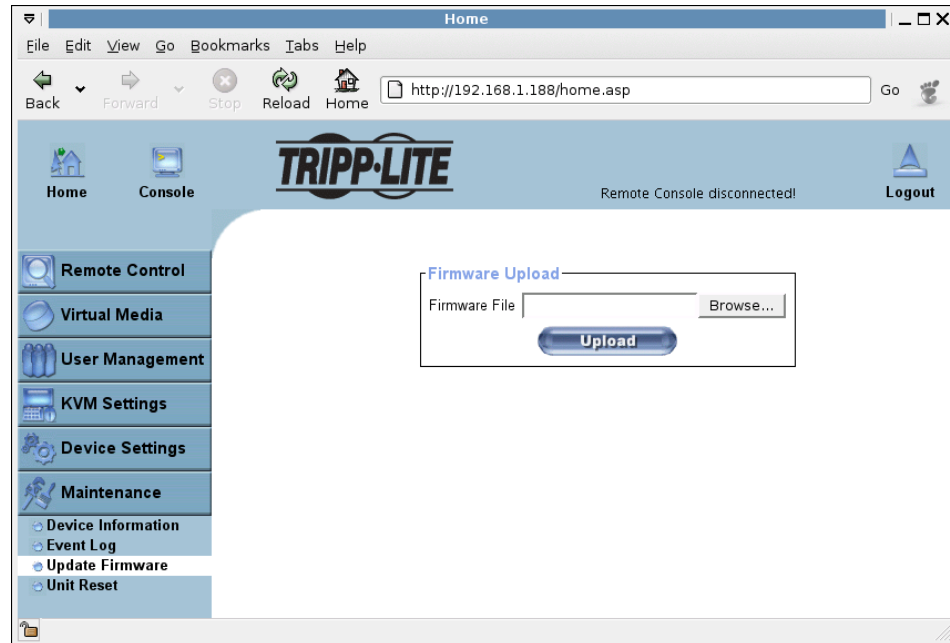 Home
File Edit View Go Bookmarks Tabs Help
Back Forward Stop Reload Home http://192.168.1.188/home.asp Go
Home Console TRIPP·LITE Remote Console disconnected! Logout
Remote Control
Virtual Media
User Management
KVM Settings
Device Settings
Maintenance
Device Information
Event Log
Update Firmware
Unit Reset
Firmware Upload
Firmware File Browse...
Upload